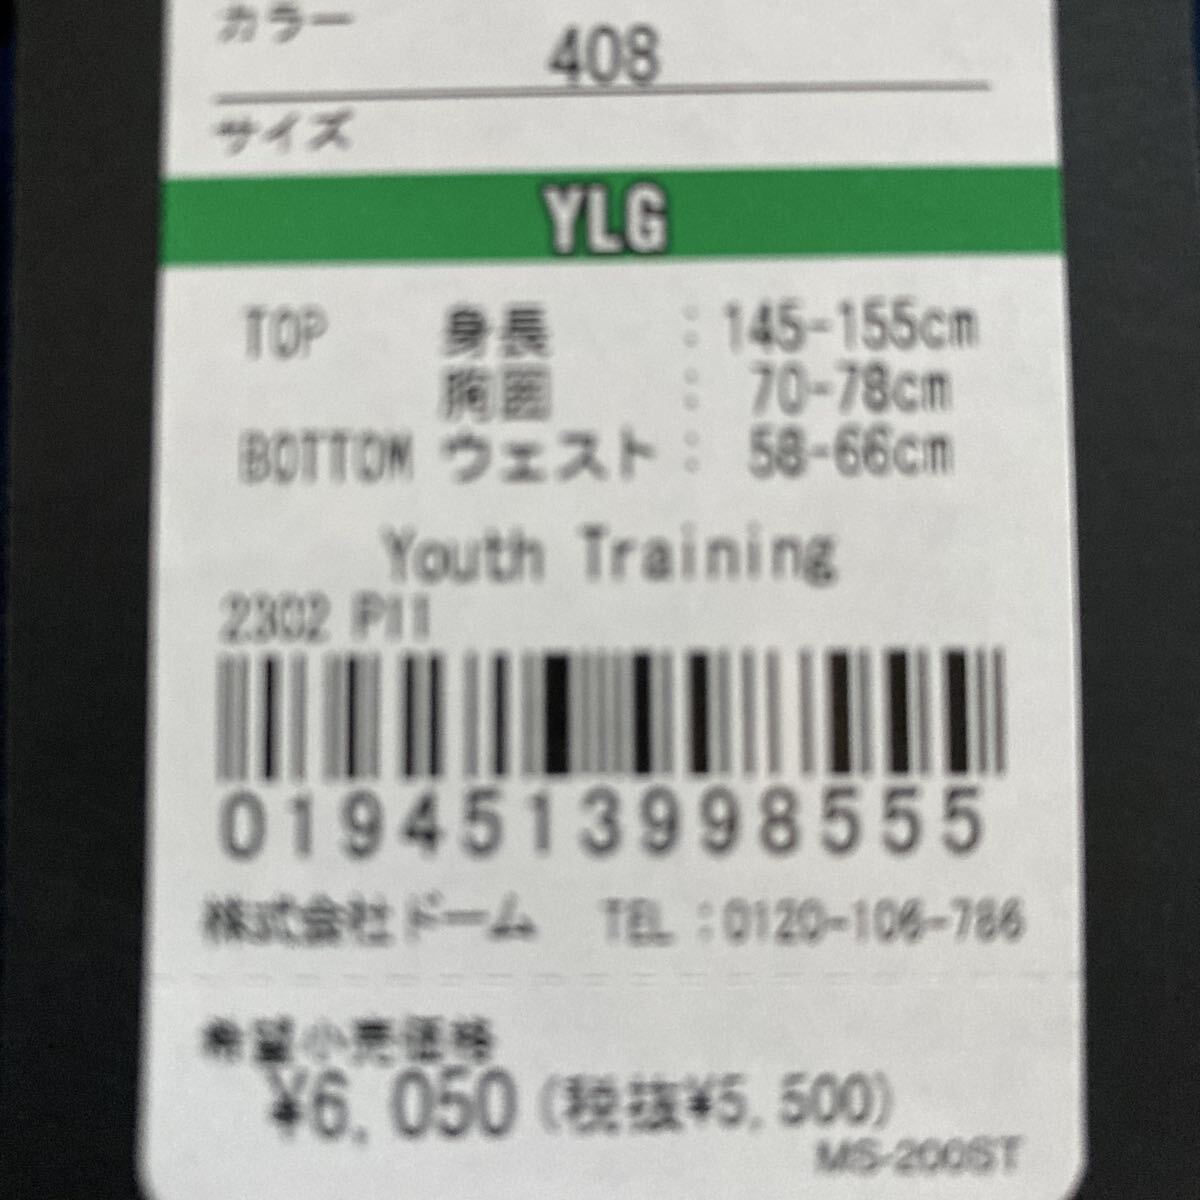 カラー
408
サイズ
YLG
TOP 身長 : 145-155cm
胸囲 : 70-78cm
BOTTOM ウェスト : 58-66cm
Youth Training
2302 PII
0194513998555
株式会社ドーム TEL :0120-106-786
希望小売価格
¥6,050 (税抜¥5,500)
MS-200ST